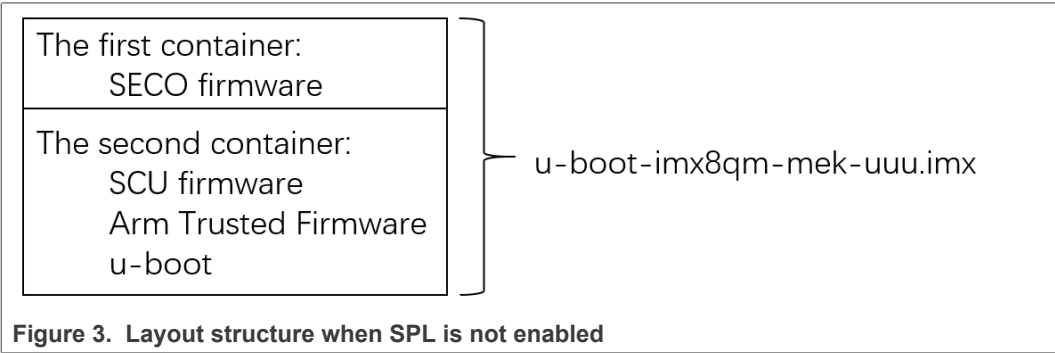 The first container:
SECO firmware
The second container:
SCU firmware
Arm Trusted Firmware
u-boot
u-boot-imx8qm-mek-uuu.imx
Figure 3. Layout structure when SPL is not enabled